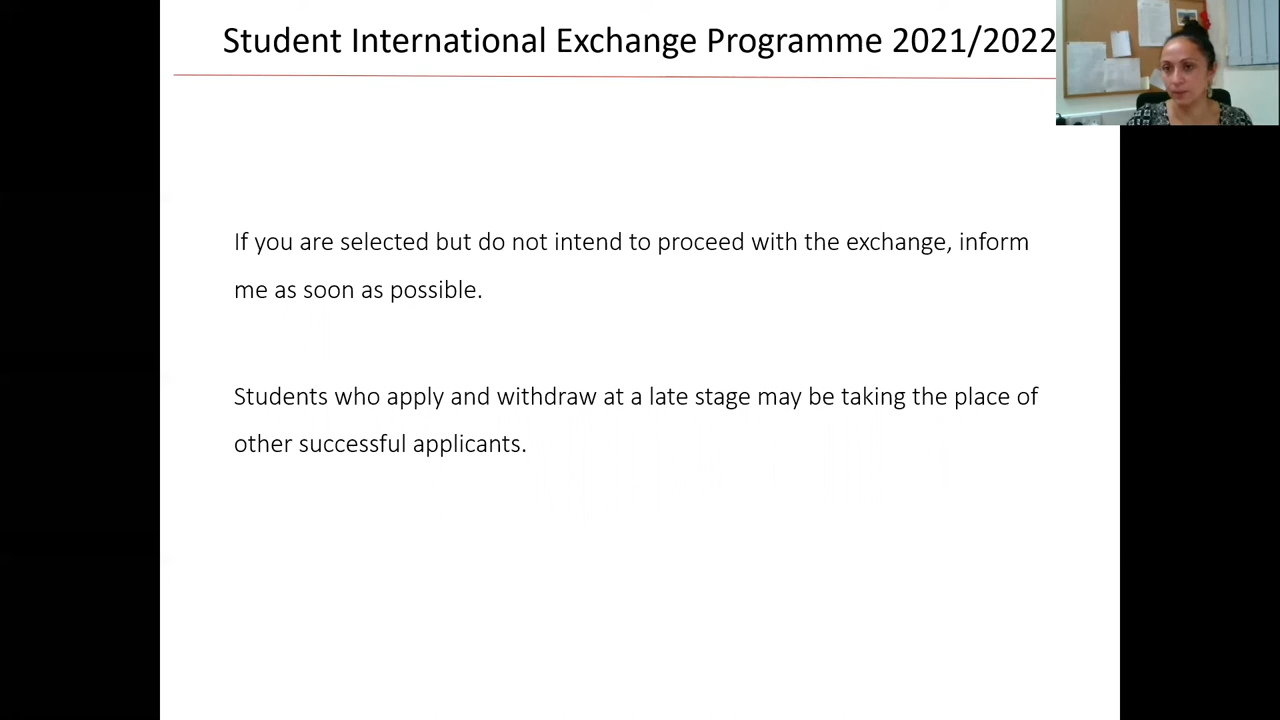 Student International Exchange Programme 2021/2022
If you are selected but do not intend to proceed with the exchange, inform
me as soon as possible.
Students who apply and withdraw at a late stage may be taking the place of
other successful applicants.